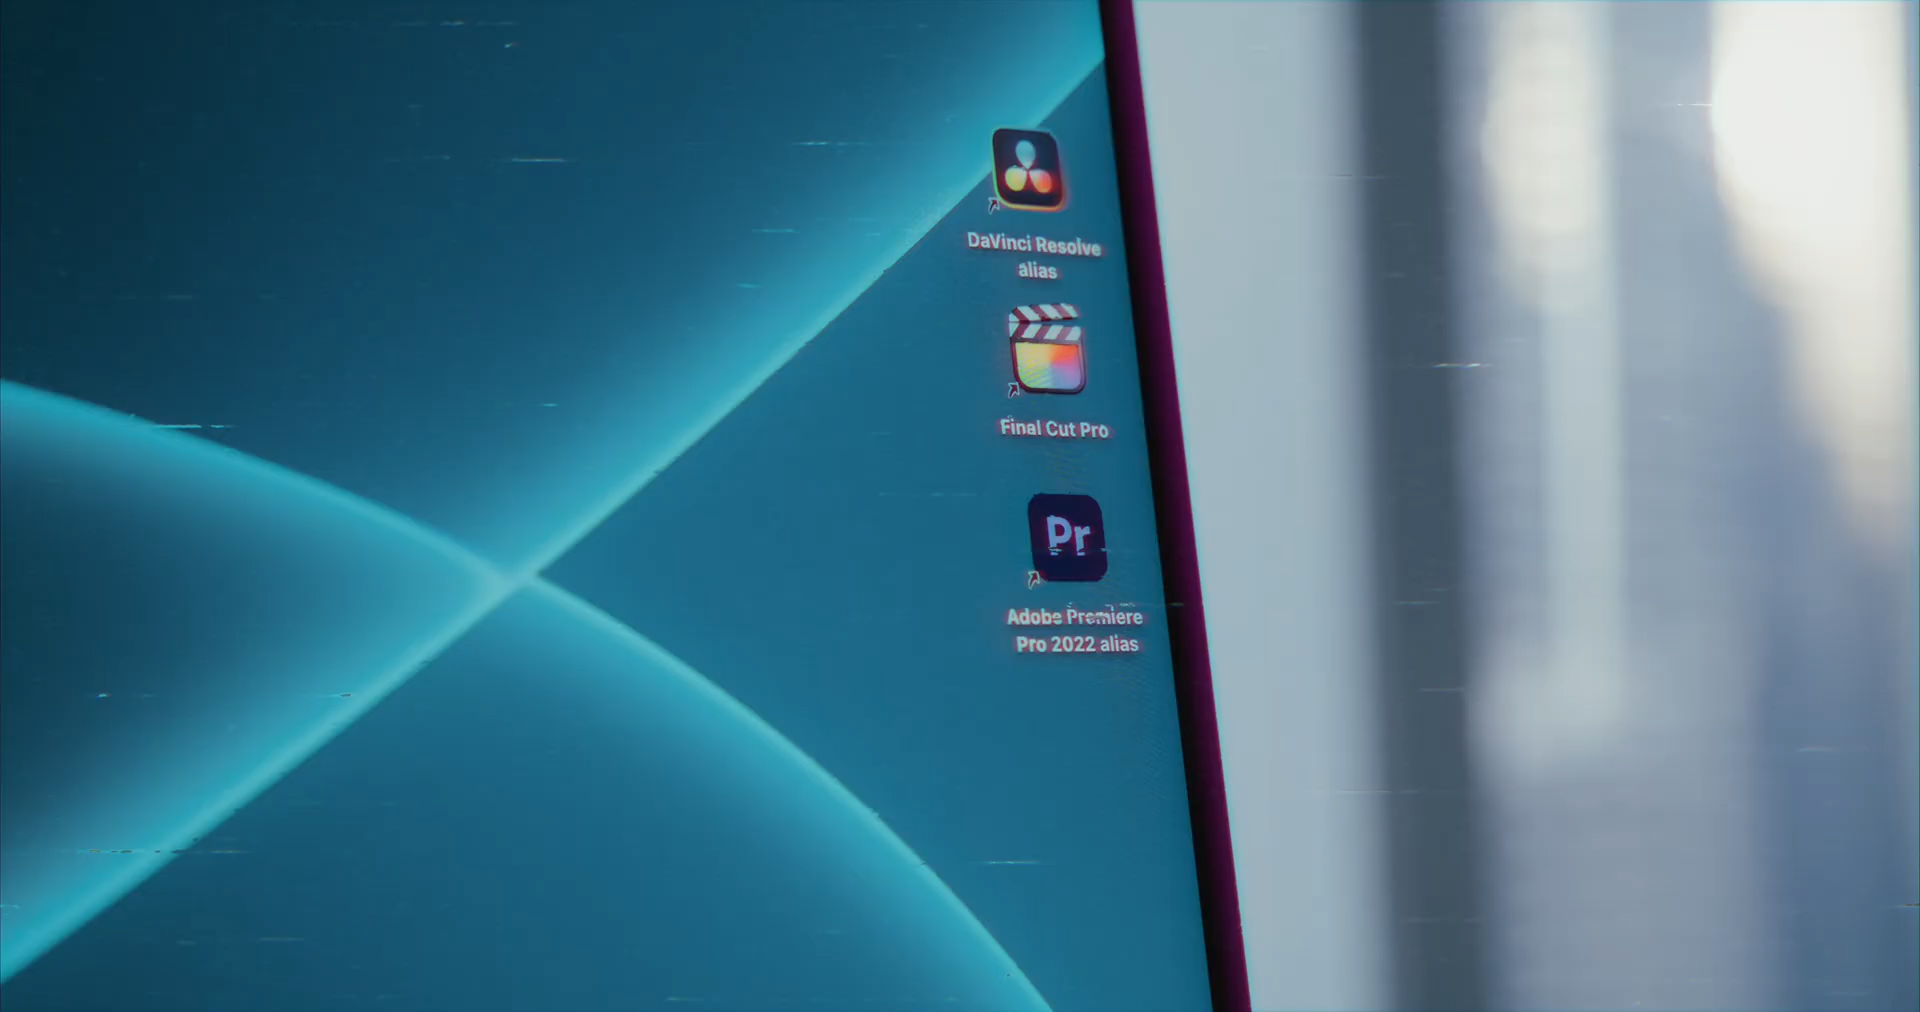 DaVinci Resolve
alias
Final Cut Pro
Pr
Adobe Premiere
Pro 2022 alias